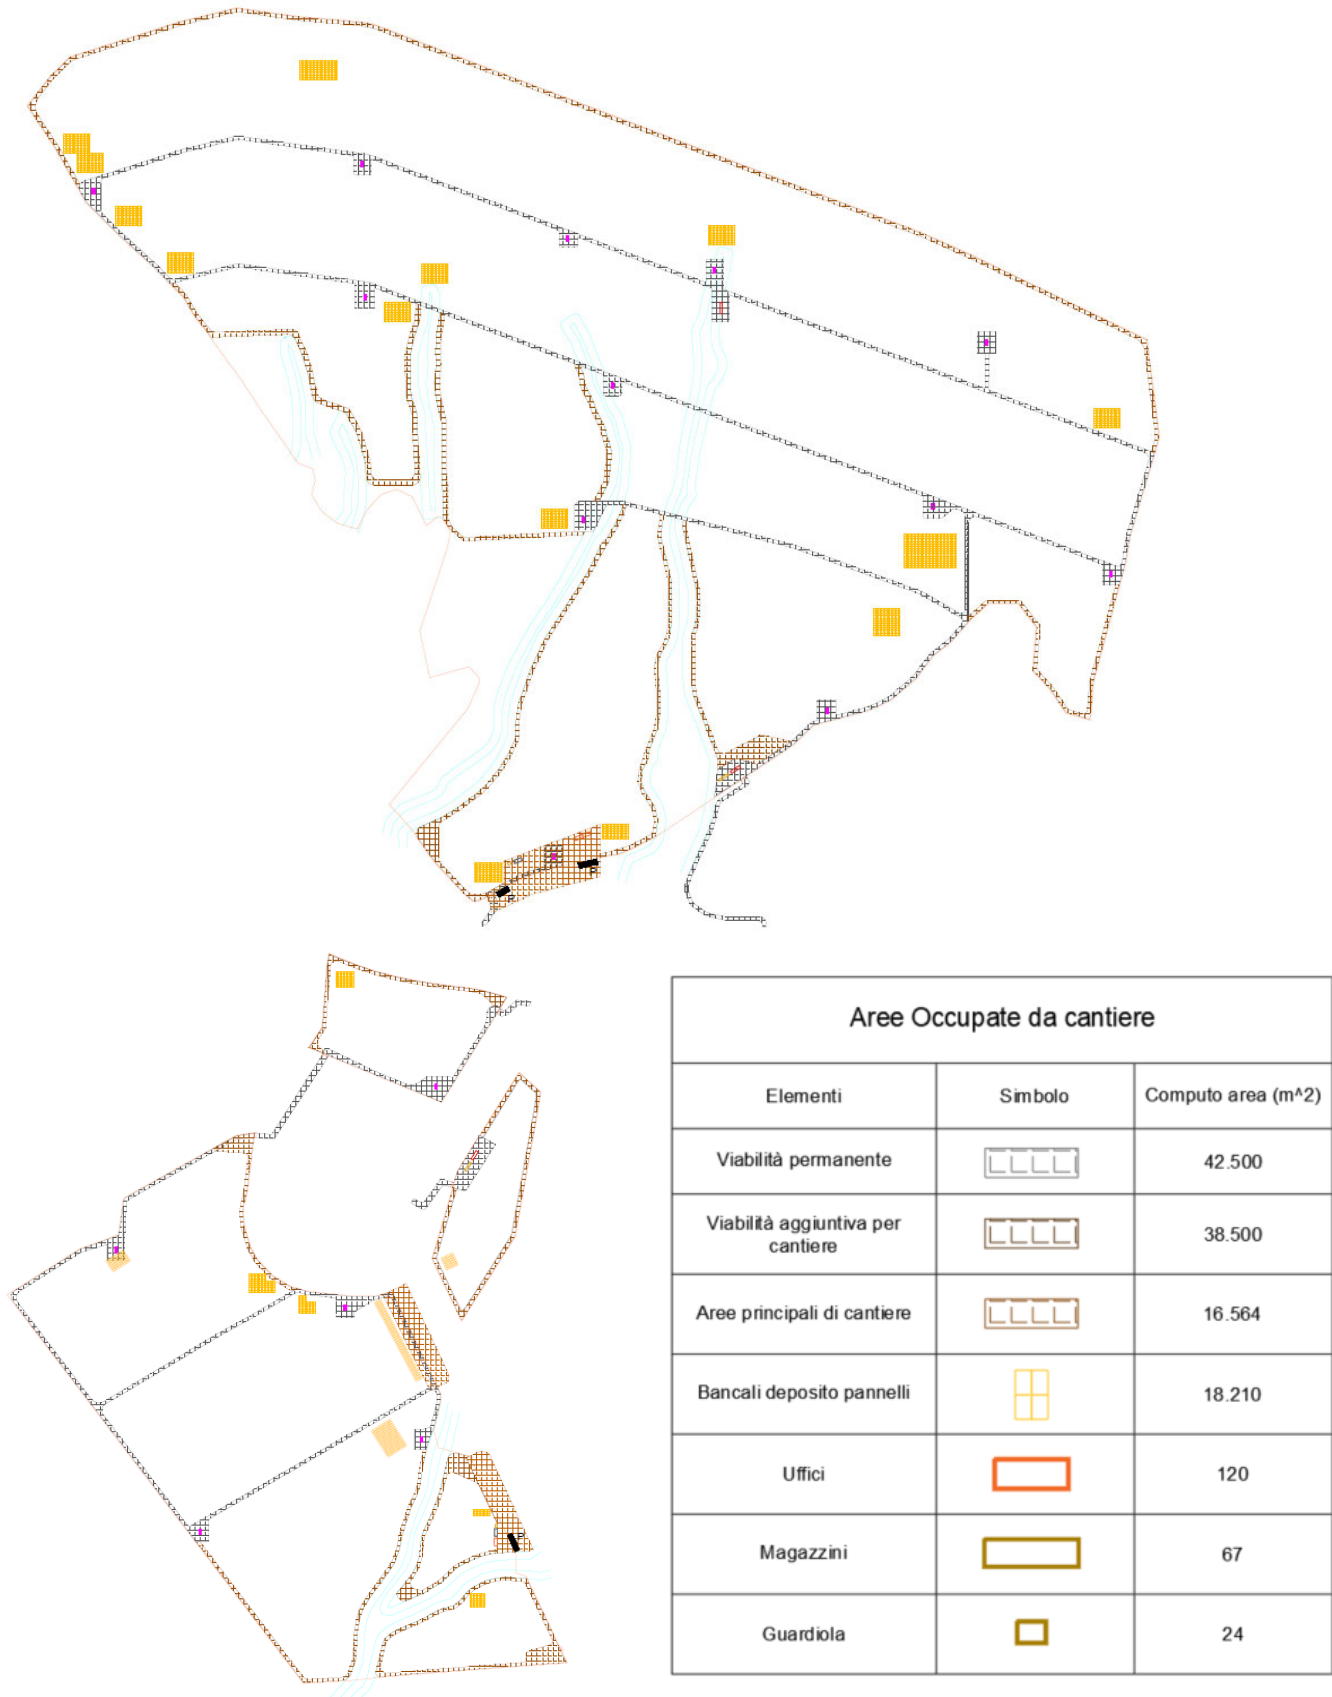 P
P
P
Aree Occupate da cantiere
Elementi Simbolo Computo area (m^2)
Viabilità permanente 42.500
Viabilità aggiuntiva per
cantiere 38.500
Aree principali di cantiere 16.564
Bancali deposito pannelli 18.210
Uffici 120
Magazzini 67
Guardiola 24